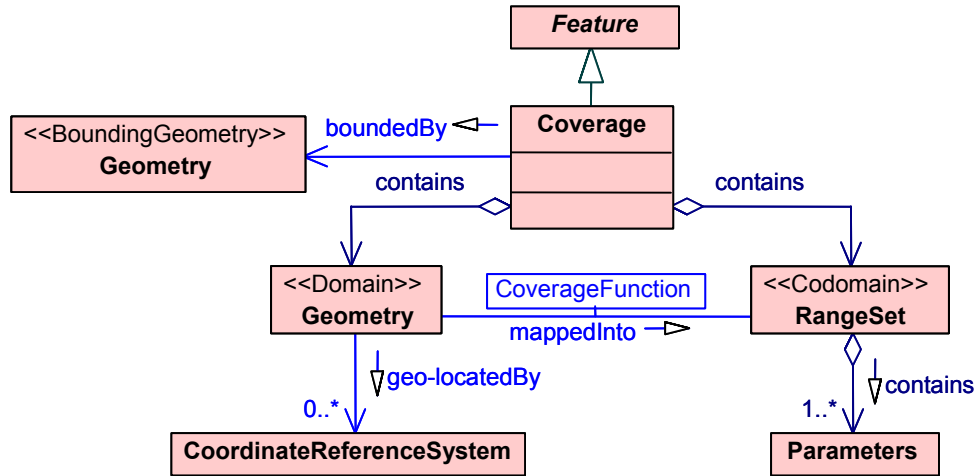 Feature
Coverage
boundedBy
<<BoundingGeometry>>
Geometry
contains
contains
<<Domain>>
Geometry
CoverageFunction
mappedInto
<<Codomain>>
RangeSet
geo-locatedBy
contains
0..*
1..*
CoordinateReferenceSystem
Parameters